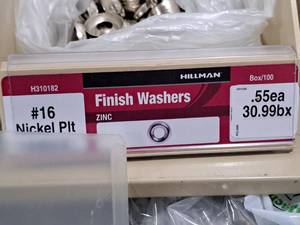 HILLMAN
H310182
Box/100
#16
Nickel Plt
Finish Washers
ZINC
.55ea
30.99bx